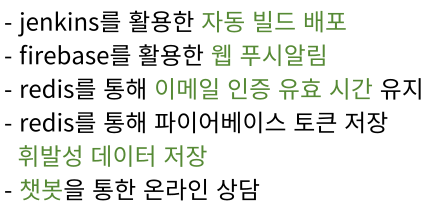 - jenkins를 활용한 자동 빌드 배포
- firebase를 활용한 웹 푸시알림
- redis를 통해 이메일 인증 유효 시간 유지
- redis를 통해 파이어베이스 토큰 저장
휘발성 데이터 저장
- 챗봇을 통한 온라인 상담